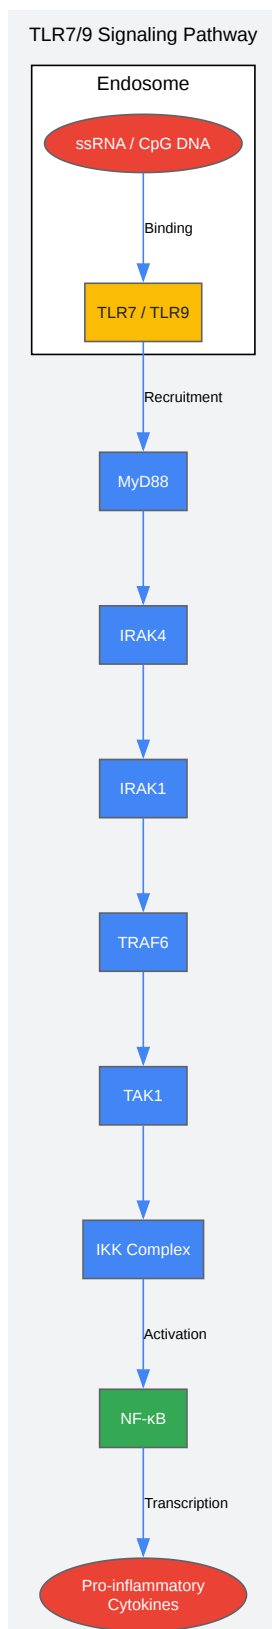 TLR7/9 Signaling Pathway
Endosome
ssRNA / CpG DNA
Binding
TLR7 / TLR9
Recruitment
MyD88
IRAK4
IRAK1
TRAF6
TAK1
IKK Complex
Activation
NF-κB
Transcription
Pro-inflammatory
Cytokines